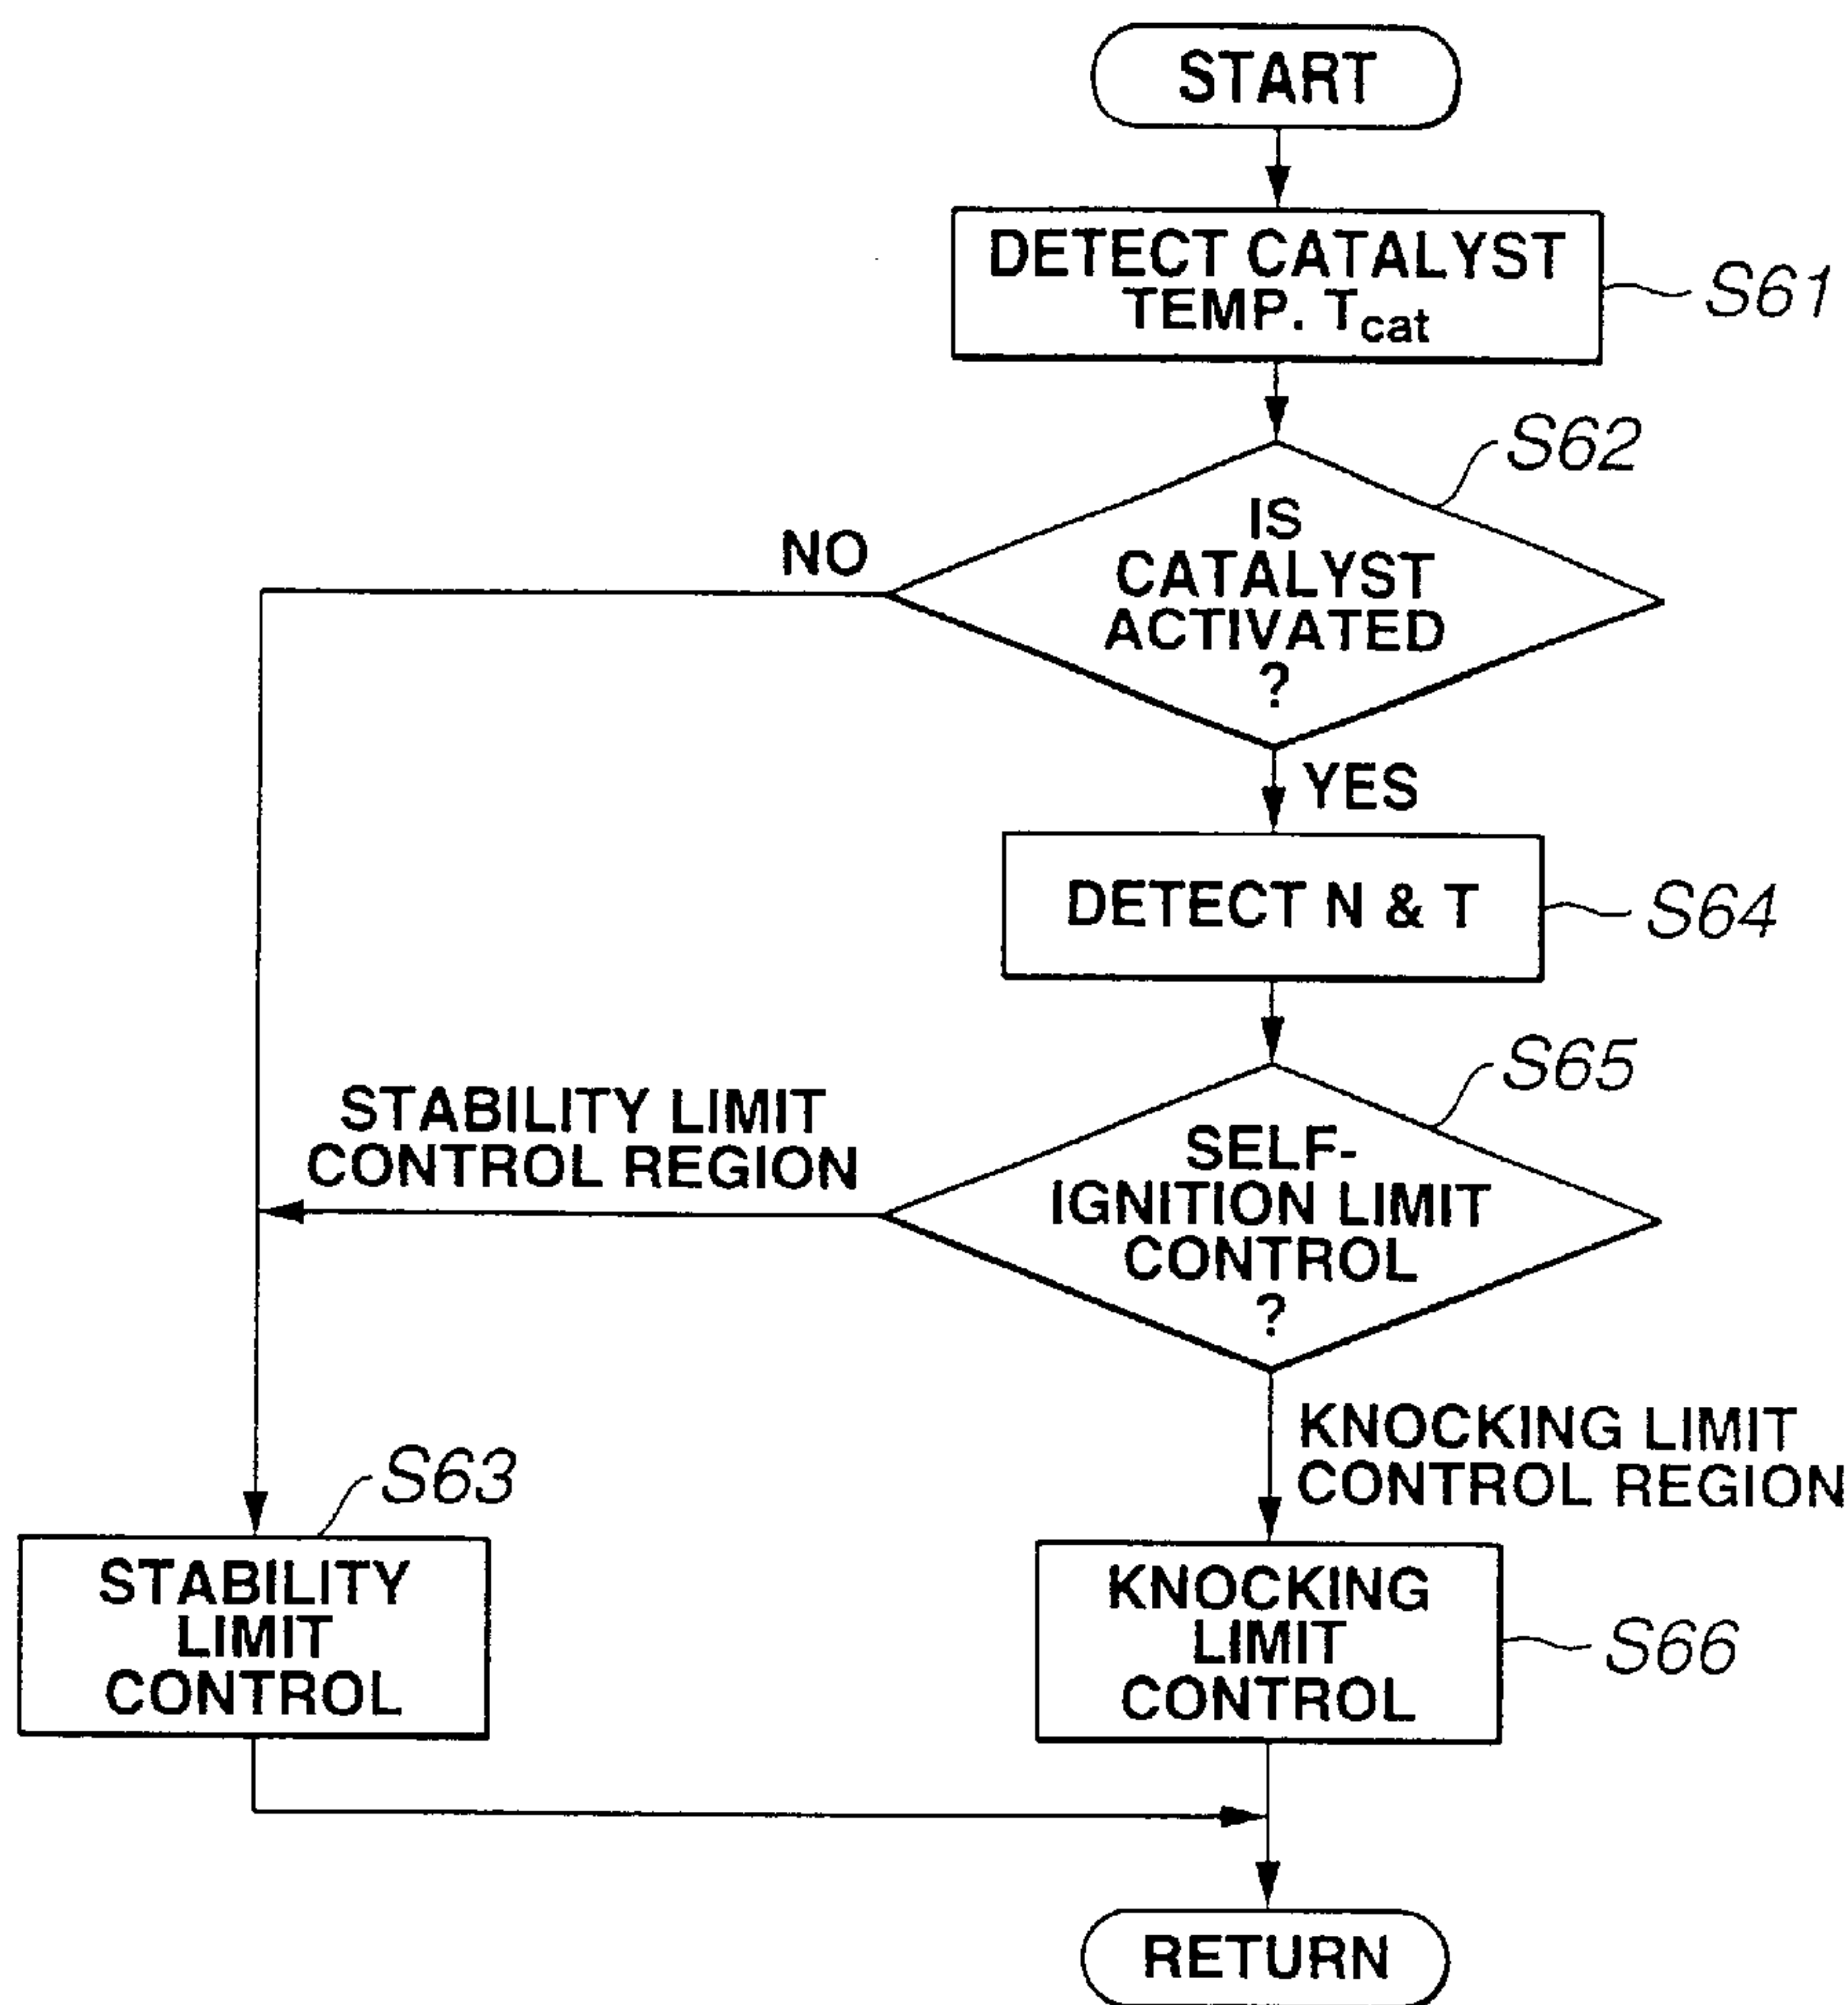 START
DETECT CATALYST
TEMP. Tcat
S61
S62
IS
CATALYST
ACTIVATED
?
NO
YES
DETECT N & T
S64
S65
SELF-
IGNITION LIMIT
CONTROL
?
STABILITY LIMIT
CONTROL REGION
KNOCKING LIMIT
CONTROL REGION
S63
STABILITY
LIMIT
CONTROL
KNOCKING
LIMIT
CONTROL
S66
RETURN